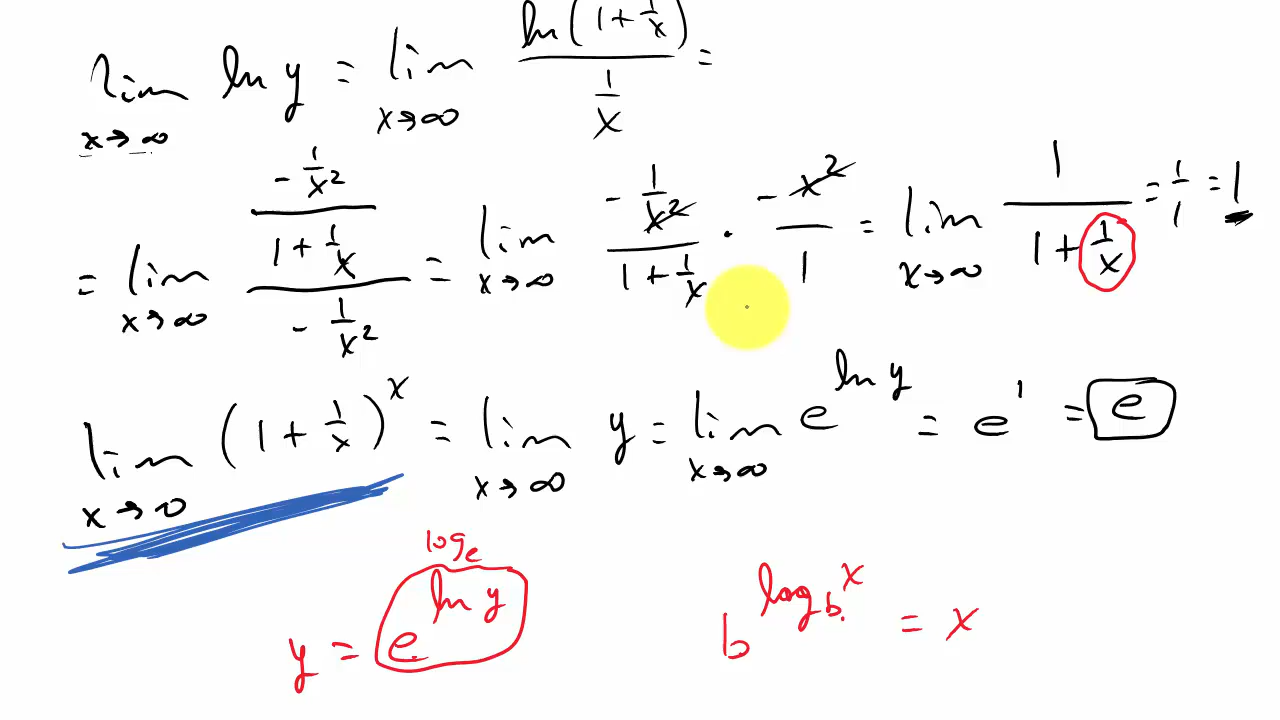 lim x→∞ ln y = lim x→∞ ln(1 + 1/x) / (1/x) =
= lim x→∞ ((- 1/x²) / (1 + 1/x)) / (- 1/x²) = lim x→∞ (- 1/x²) / (1 + 1/x) · (- x²)/1 = lim x→∞ 1 / (1 + 1/x) = 1/1 = 1
lim x→∞ (1 + 1/x)^x = lim x→∞ y = lim x→∞ e^(ln y) = e^1 = e
log_e
y = e^(ln y) b^(log_b x) = x